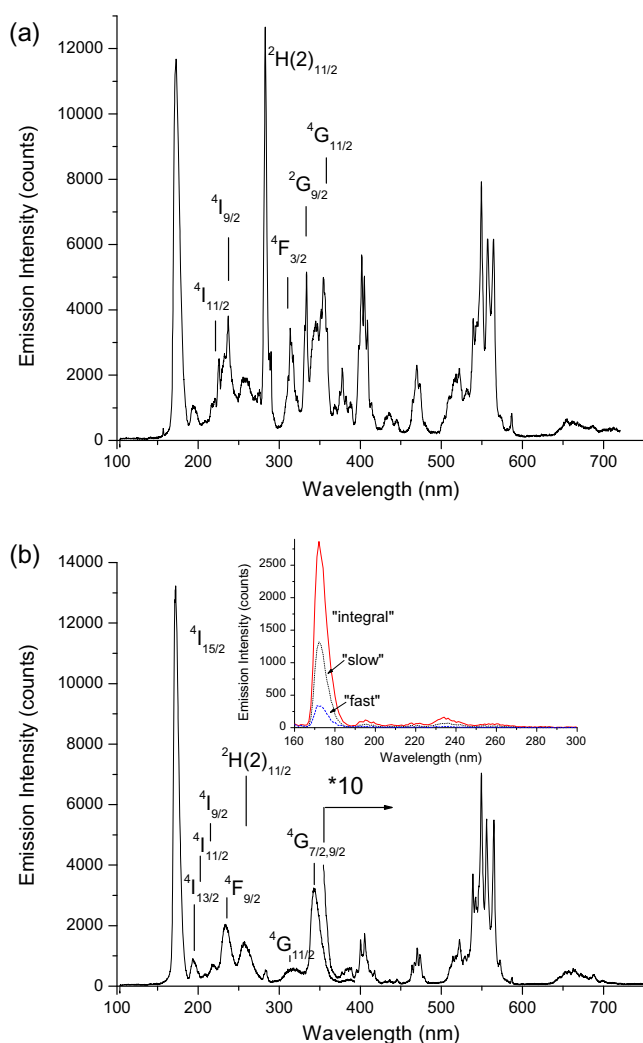 (a)
12000
10000
8000
6000
4000
2000
0
Emission Intensity (counts)
²H(2)₁₁/₂
⁴G₁₁/₂
²G₉/₂
⁴I₉/₂
⁴F₃/₂
⁴I₁₁/₂
100 200 300 400 500 600 700
Wavelength (nm)
(b)
14000
12000
10000
8000
6000
4000
2000
0
Emission Intensity (counts)
⁴I₁₅/₂
2500
2000
1500
1000
500
0
Emission Intensity (counts)
"integral"
"slow"
"fast"
160 180 200 220 240 260 280 300
Wavelength (nm)
²H(2)₁₁/₂
*10
⁴I₉/₂
⁴I₁₁/₂
⁴G₇/₂,₉/₂
⁴I₁₃/₂
⁴F₉/₂
⁴G₁₁/₂
100 200 300 400 500 600 700
Wavelength (nm)